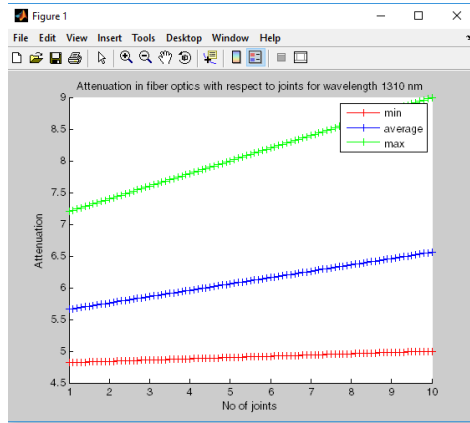 Figure 1
File Edit View Insert Tools Desktop Window Help
Attenuation in fiber optics with respect to joints for wavelength 1310 nm
9
8.5
8
7.5
7
6.5
6
5.5
5
4.5
Attenuation
min
average
max
1 2 3 4 5 6 7 8 9 10
No of joints